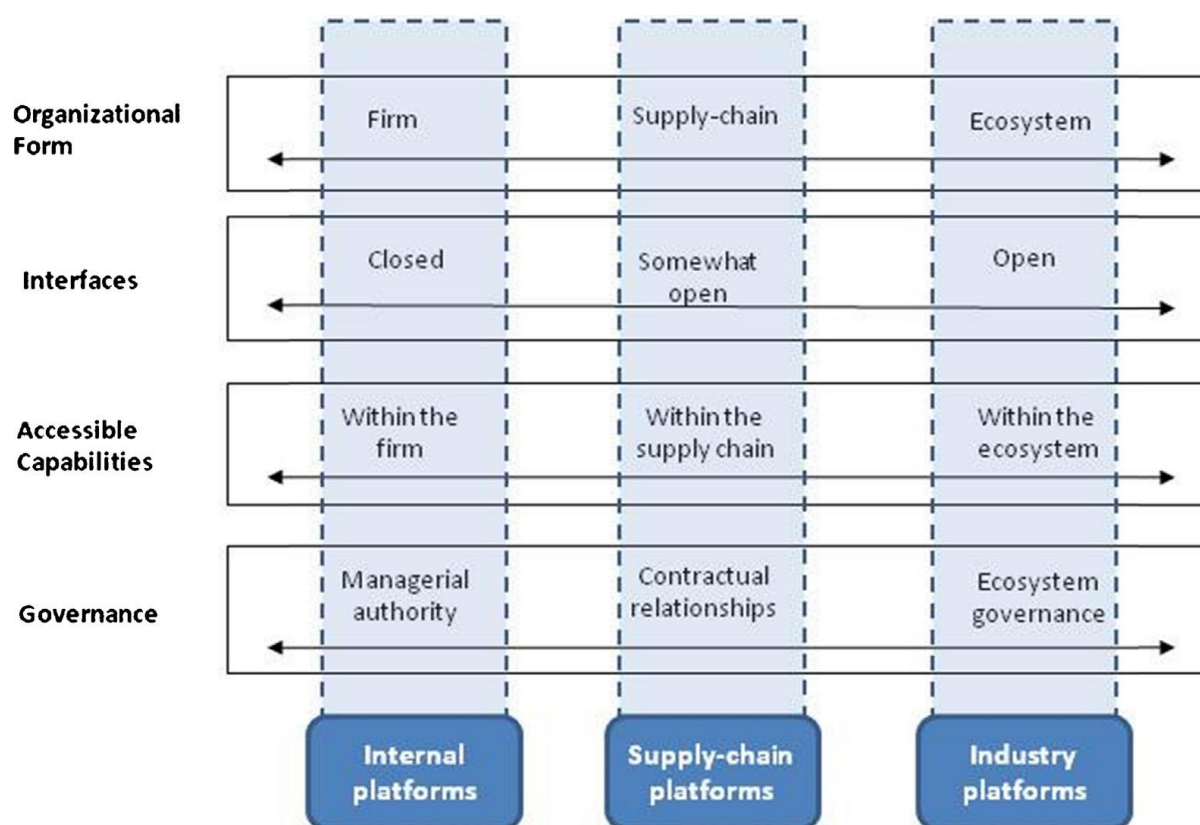 Organizational
Form
Firm
Supply-chain
Ecosystem
Interfaces
Closed
Somewhat
open
Open
Accessible
Capabilities
Within the
firm
Within the
supply chain
Within the
ecosystem
Governance
Managerial
authority
Contractual
relationships
Ecosystem
governance
Internal
platforms
Supply-chain
platforms
Industry
platforms